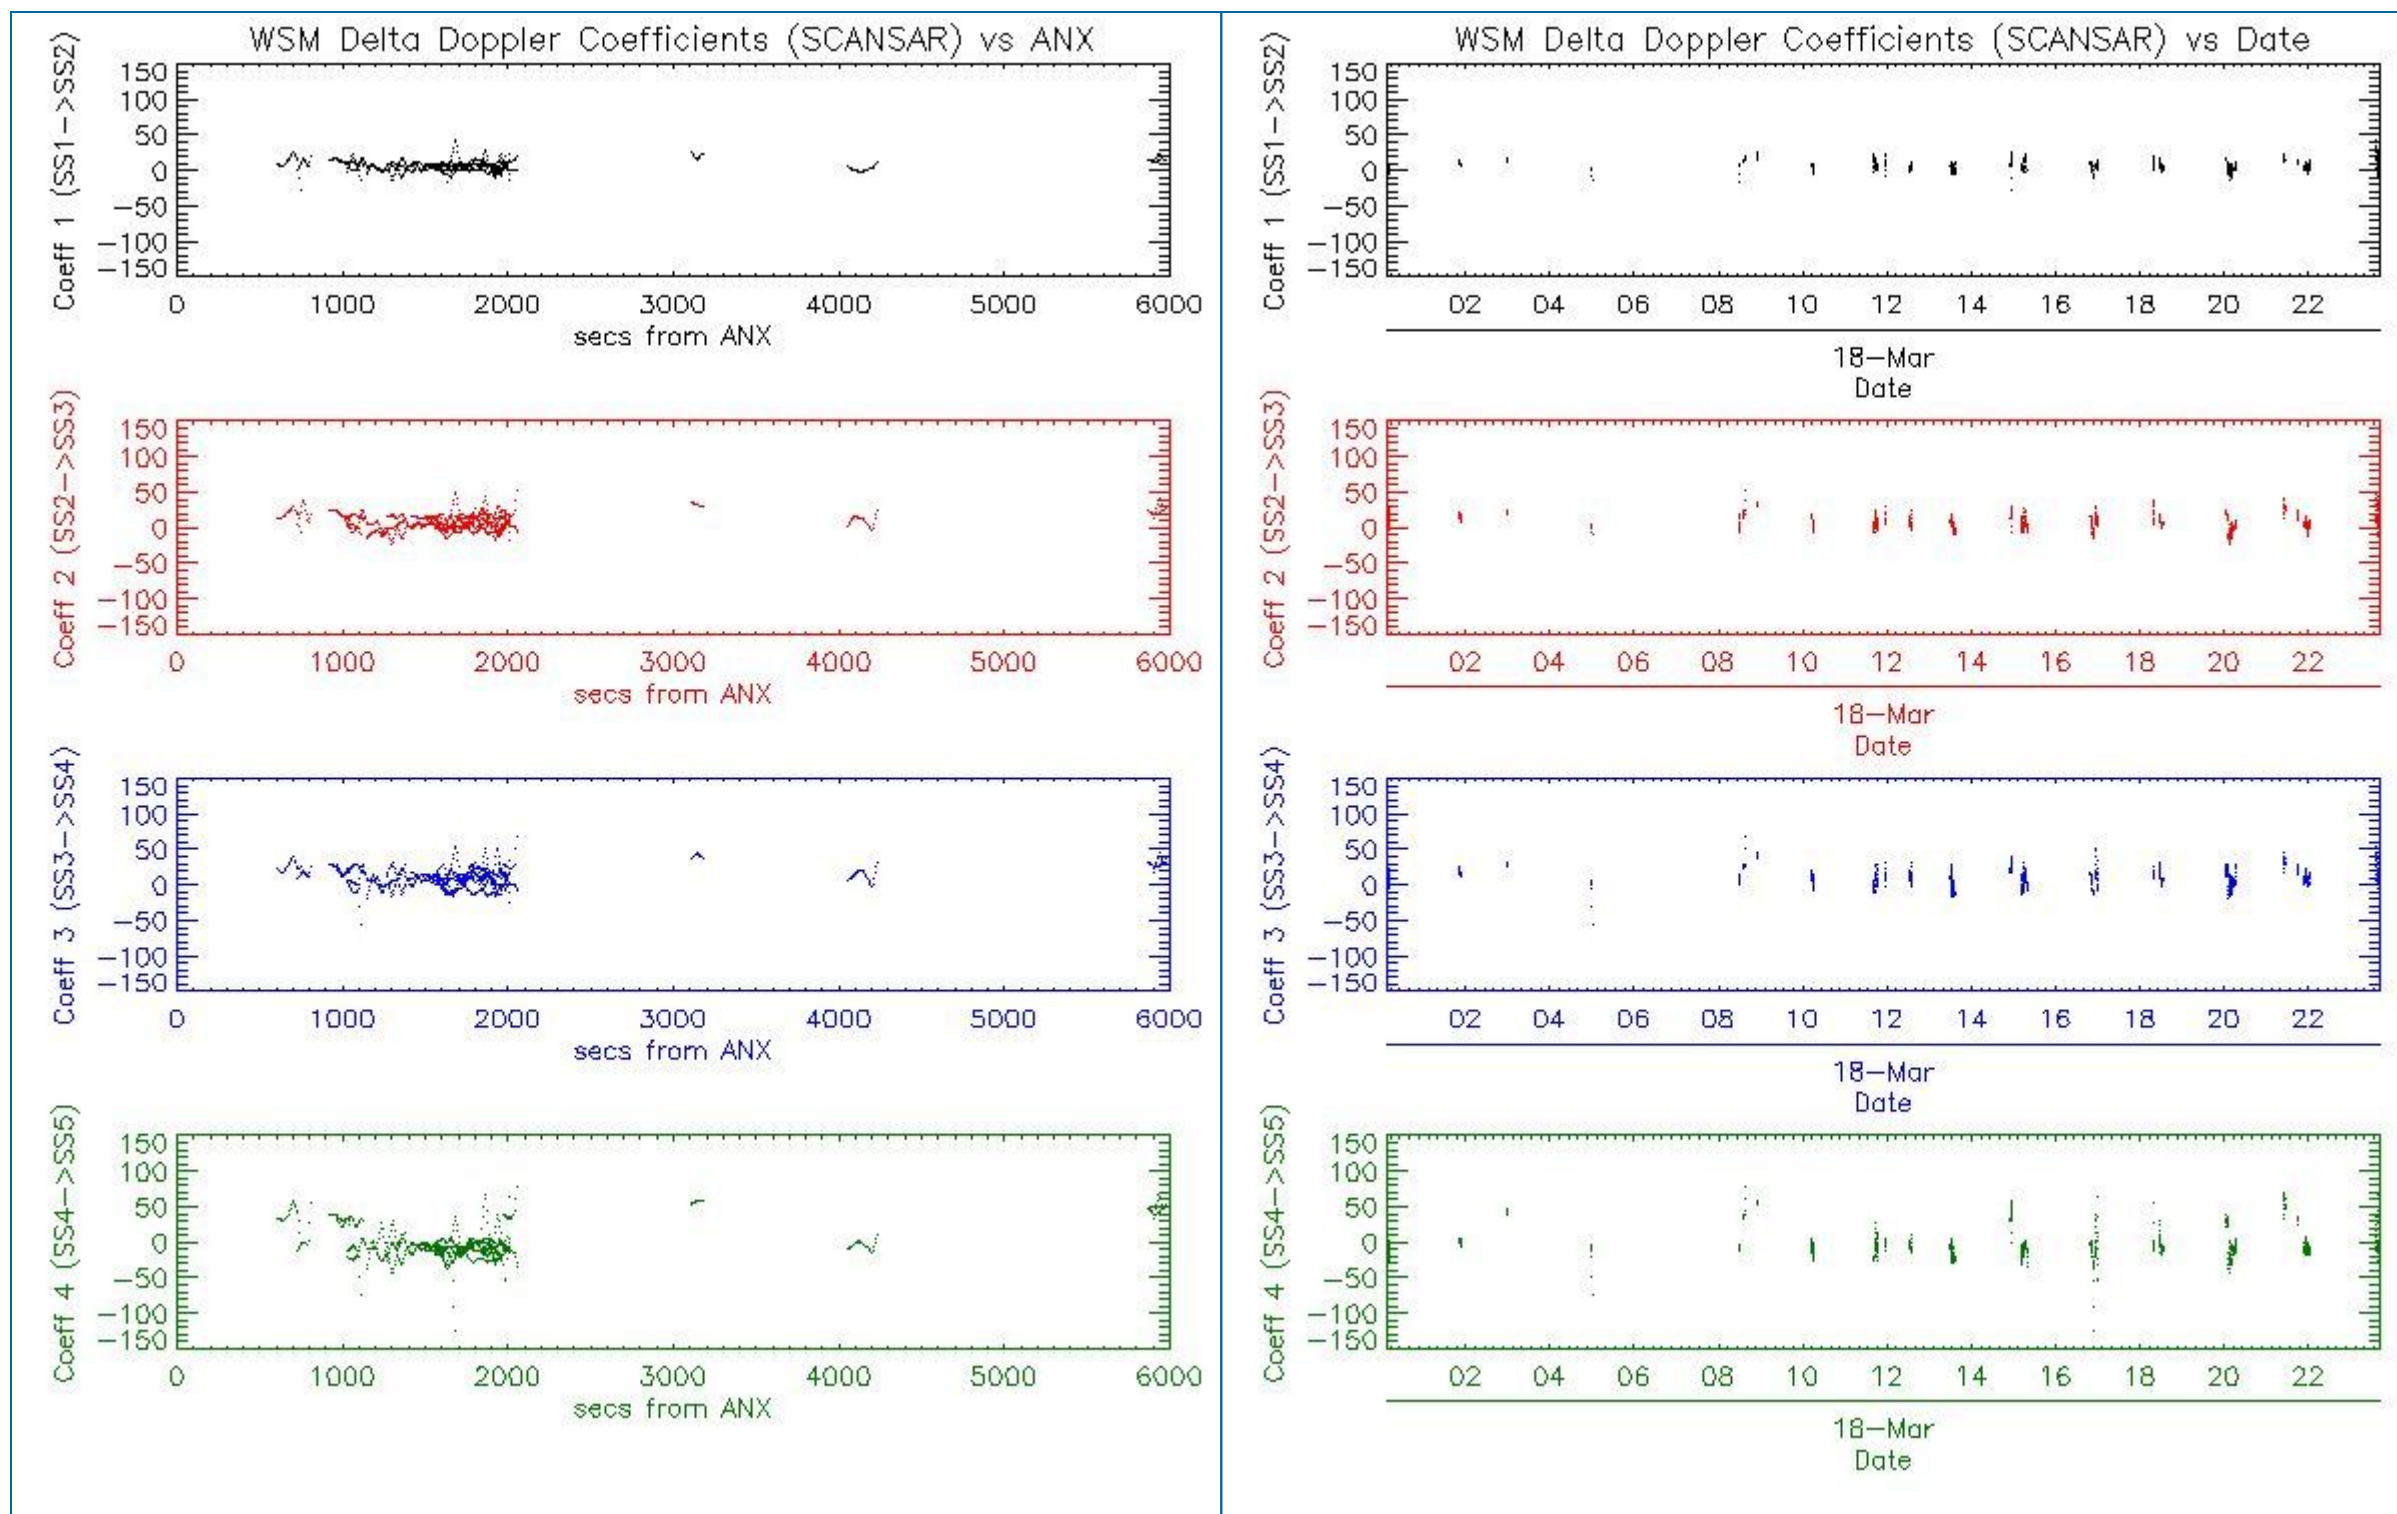 WSM Delta Doppler Coefficients (SCANSAR) vs ANX
Coeff 1 (SS1->SS2)
150
100
50
0
-50
-100
-150
0 1000 2000 3000 4000 5000 6000
secs from ANX
Coeff 2 (SS2->SS3)
150
100
50
0
-50
-100
-150
0 1000 2000 3000 4000 5000 6000
secs from ANX
Coeff 3 (SS3->SS4)
150
100
50
0
-50
-100
-150
0 1000 2000 3000 4000 5000 6000
secs from ANX
Coeff 4 (SS4->SS5)
150
100
50
0
-50
-100
-150
0 1000 2000 3000 4000 5000 6000
secs from ANX
WSM Delta Doppler Coefficients (SCANSAR) vs Date
Coeff 1 (SS1->SS2)
150
100
50
0
-50
-100
-150
02 04 06 08 10 12 14 16 18 20 22
18-Mar
Date
Coeff 2 (SS2->SS3)
150
100
50
0
-50
-100
-150
02 04 06 08 10 12 14 16 18 20 22
18-Mar
Date
Coeff 3 (SS3->SS4)
150
100
50
0
-50
-100
-150
02 04 06 08 10 12 14 16 18 20 22
18-Mar
Date
Coeff 4 (SS4->SS5)
150
100
50
0
-50
-100
-150
02 04 06 08 10 12 14 16 18 20 22
18-Mar
Date